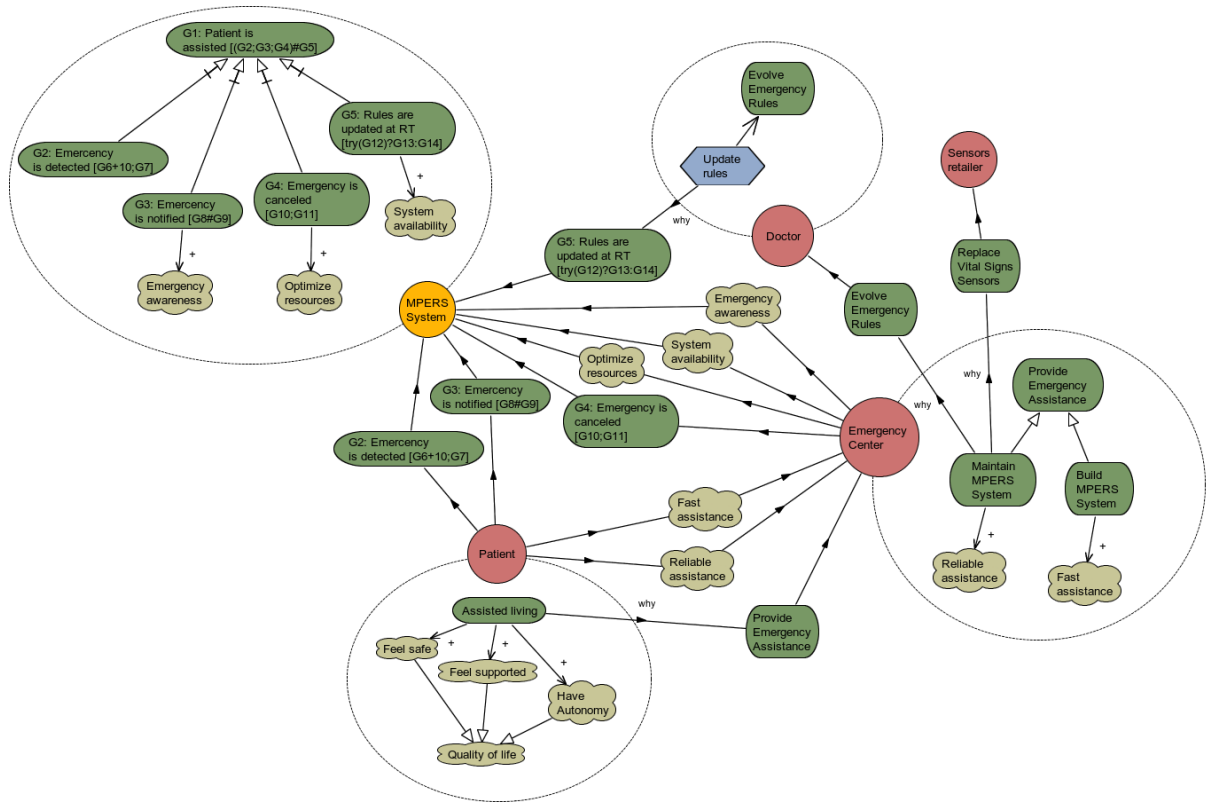 G1: Patient is
assisted [(G2;G3;G4)#G5]
G5: Rules are
updated at RT
[try(G12)?G13:G14]
G2: Emercency
is detected [G6+10;G7]
G4: Emergency is
canceled
[G10;G11]
G3: Emercency
is notified [G8#G9]
+
System
availability
+
Emergency
awareness
+
Optimize
resources
MPERS
System
Evolve
Emergency
Rules
Update
rules
why
Doctor
G5: Rules are
updated at RT
[try(G12)?G13:G14]
Sensors
retailer
Replace
Vital Signs
Sensors
Evolve
Emergency
Rules
Emergency
awareness
System
availability
Optimize
resources
G3: Emercency
is notified [G8#G9]
G4: Emergency is
canceled
[G10;G11]
G2: Emercency
is detected [G6+10;G7]
Emergency
Center
why
why
Provide
Emergency
Assistance
Maintain
MPERS
System
Build
MPERS
System
+
Reliable
assistance
+
Fast
assistance
Fast
assistance
Patient
Reliable
assistance
Assisted living
why
Provide
Emergency
Assistance
+
Feel safe
+
Feel supported
+
Have
Autonomy
Quality of life